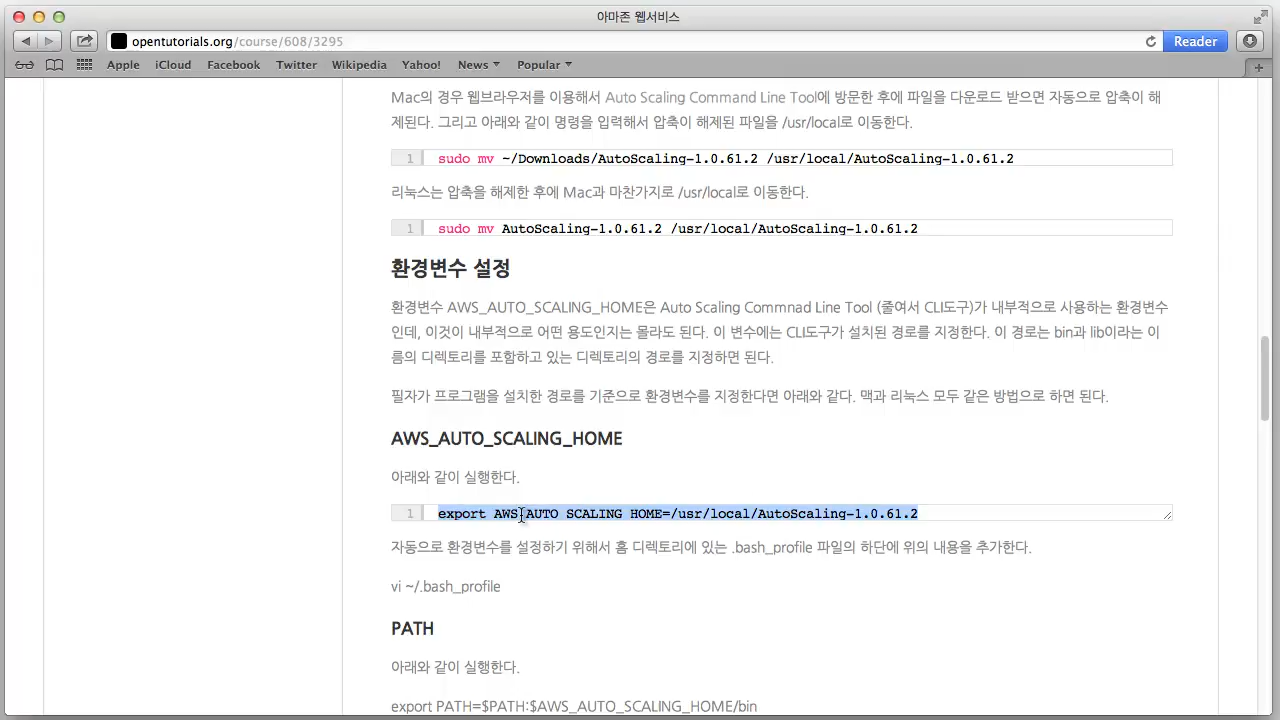 아마존 웹서비스
opentutorials.org/course/608/3295
Reader
Apple iCloud Facebook Twitter Wikipedia Yahoo! News Popular
Mac의 경우 웹브라우저를 이용해서 Auto Scaling Command Line Tool에 방문한 후에 파일을 다운로드 받으면 자동으로 압축이 해
제된다. 그리고 아래와 같이 명령을 입력해서 압축이 해제된 파일을 /usr/local로 이동한다.
1 sudo mv ~/Downloads/AutoScaling-1.0.61.2 /usr/local/AutoScaling-1.0.61.2
리눅스는 압축을 해제한 후에 Mac과 마찬가지로 /usr/local로 이동한다.
1 sudo mv AutoScaling-1.0.61.2 /usr/local/AutoScaling-1.0.61.2
환경변수 설정
환경변수 AWS_AUTO_SCALING_HOME은 Auto Scaling Commnad Line Tool (줄여서 CLI도구)가 내부적으로 사용하는 환경변수
인데, 이것이 내부적으로 어떤 용도인지는 몰라도 된다. 이 변수에는 CLI도구가 설치된 경로를 지정한다. 이 경로는 bin과 lib이라는 이
름의 디렉토리를 포함하고 있는 디렉토리의 경로를 지정하면 된다.
필자가 프로그램을 설치한 경로를 기준으로 환경변수를 지정한다면 아래와 같다. 맥과 리눅스 모두 같은 방법으로 하면 된다.
AWS_AUTO_SCALING_HOME
아래와 같이 실행한다.
1 export AWS_AUTO_SCALING_HOME=/usr/local/AutoScaling-1.0.61.2
자동으로 환경변수를 설정하기 위해서 홈 디렉토리에 있는 .bash_profile 파일의 하단에 위의 내용을 추가한다.
vi ~/.bash_profile
PATH
아래와 같이 실행한다.
export PATH=$PATH:$AWS_AUTO_SCALING_HOME/bin